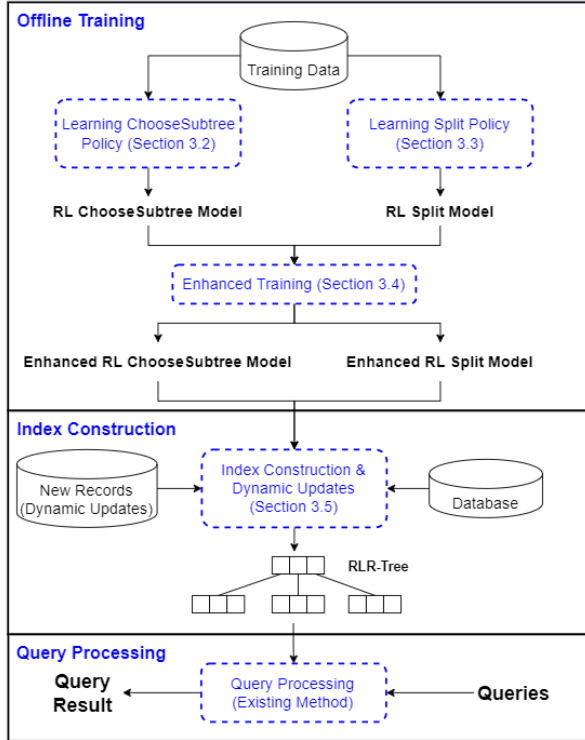 Offline Training
Training Data
Learning ChooseSubtree
Policy (Section 3.2)
Learning Split Policy
(Section 3.3)
RL ChooseSubtree Model
RL Split Model
Enhanced Training (Section 3.4)
Enhanced RL ChooseSubtree Model
Enhanced RL Split Model
Index Construction
New Records
(Dynamic Updates)
Index Construction &
Dynamic Updates
(Section 3.5)
Database
RLR-Tree
Query Processing
Query
Result
Query Processing
(Existing Method)
Queries